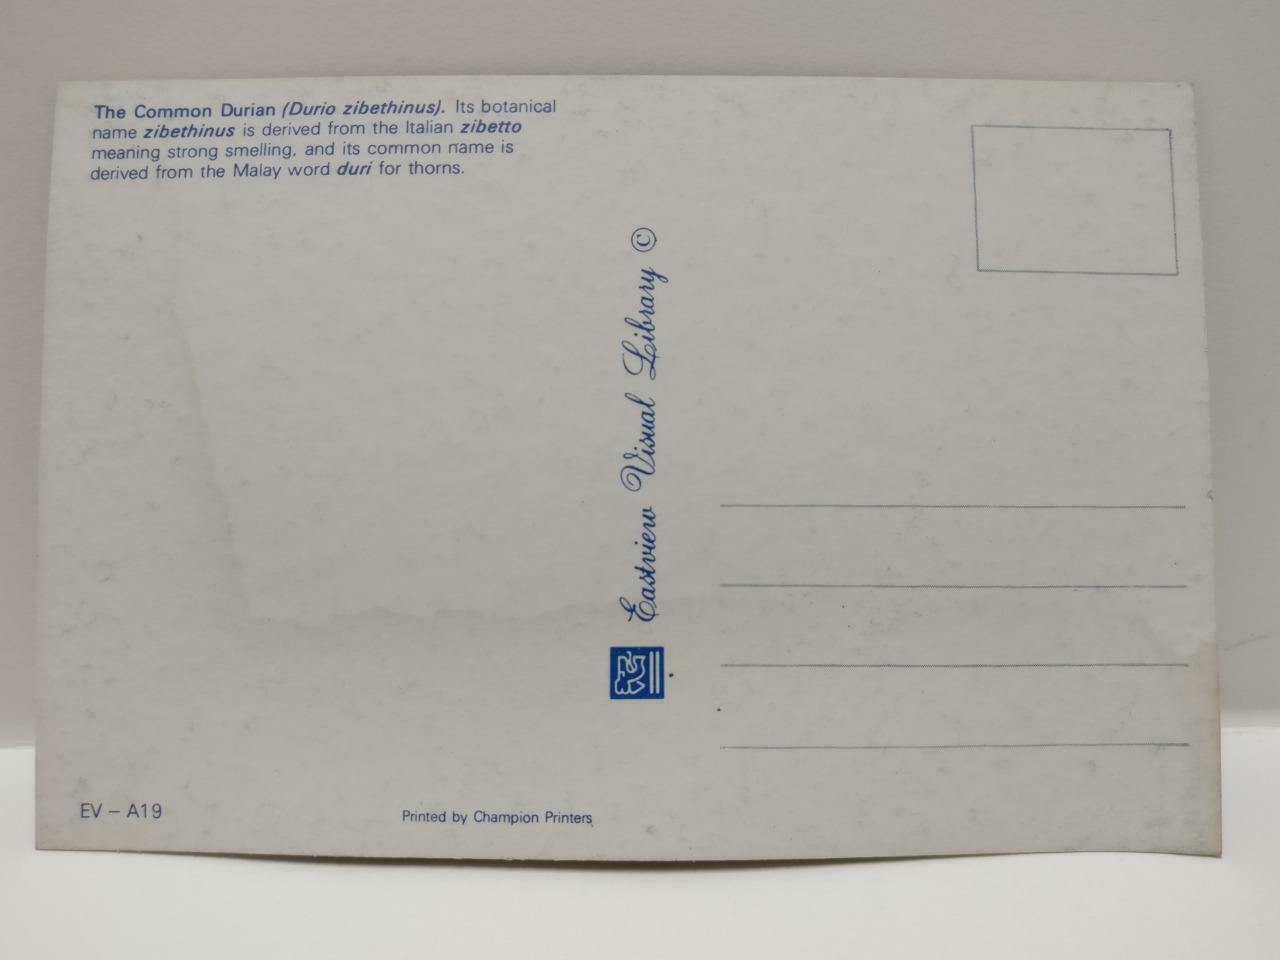 The Common Durian (Durio zibethinus). Its botanical
name zibethinus is derived from the Italian zibetto
meaning strong smelling, and its common name is
derived from the Malay word duri for thorns.
Eastview Visual Library ©
EV – A19
Printed by Champion Printers